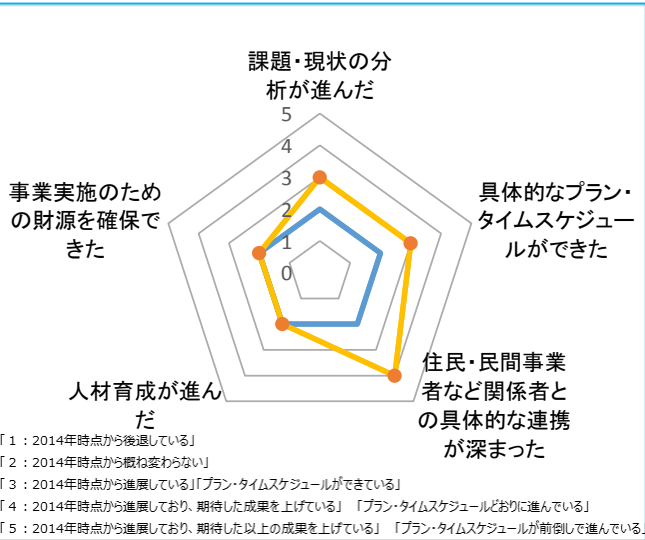 課題・現状の分
析が進んだ
5
4
3
2
1
0
事業実施のため
の財源を確保で
きた
具体的なプラン・
タイムスケジュー
ルができた
人材育成が進ん
だ
住民・民間事業
者など関係者と
の具体的な連携
が深まった
「１：2014年時点から後退している」
「２：2014年時点から概ね変わらない」
「３：2014年時点から進展している」「プラン・タイムスケジュールができている」
「４：2014年時点から進展しており、期待した成果を上げている」 「プラン・タイムスケジュールどおりに進んでいる」
「５：2014年時点から進展しており、期待した以上の成果を上げている」 「プラン・タイムスケジュールが前倒しで進んでいる」